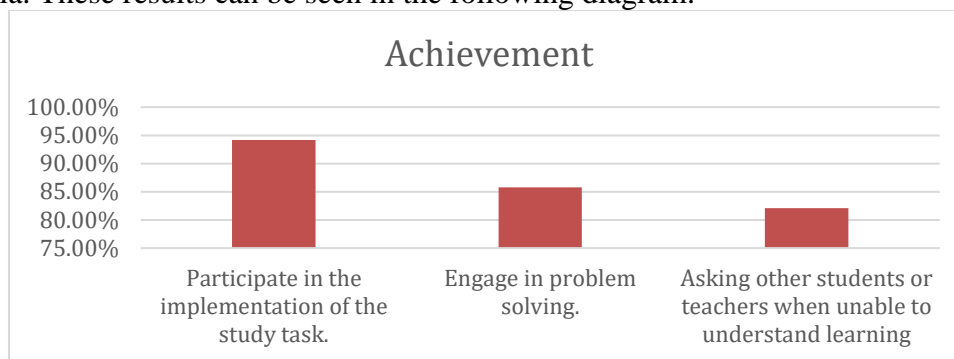 These results can be seen in the following diagram.
Achievement
100.00%
95.00%
90.00%
85.00%
80.00%
75.00%
Participate in the
implementation of the
study task.
Engage in problem
solving.
Asking other students or
teachers when unable to
understand learning